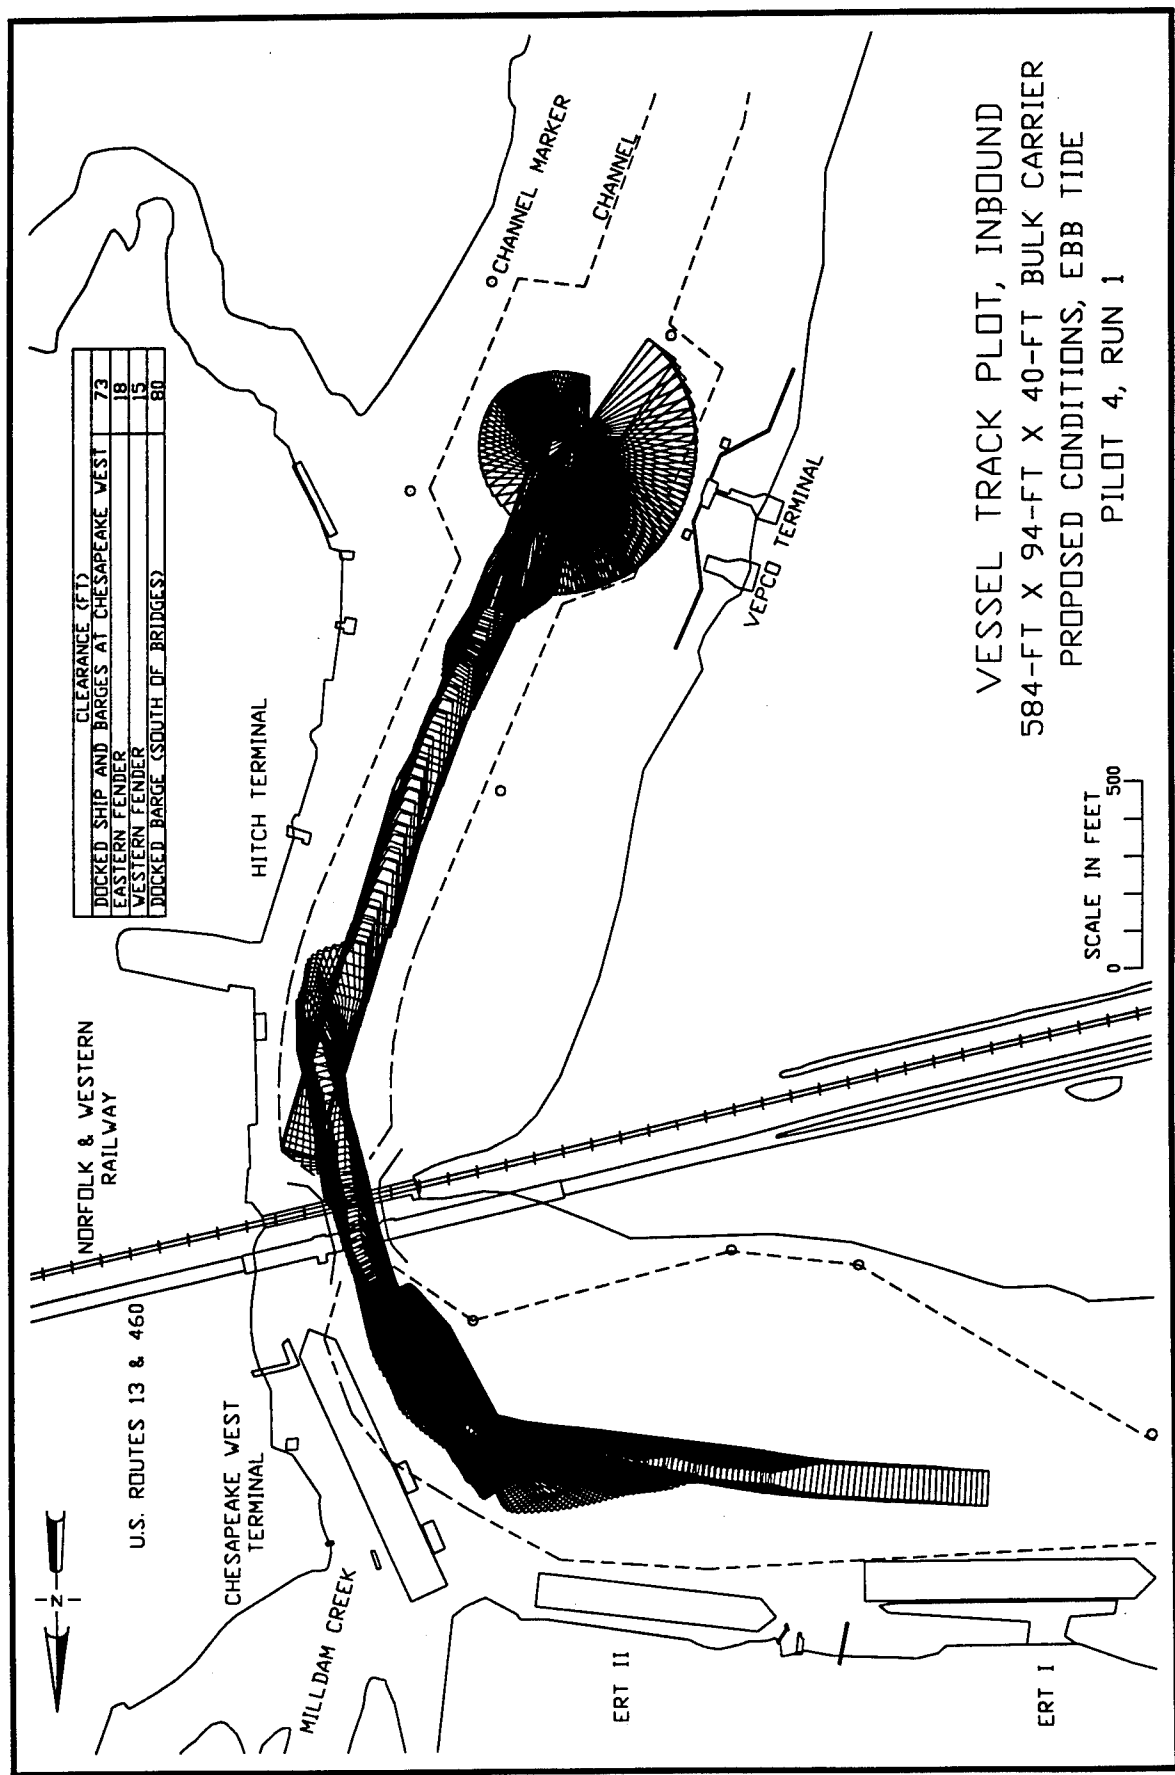 CLEARANCE (FT)
DOCKED SHIP AND BARGES AT CHESAPEAKE WEST 73
EASTERN FENDER 18
WESTERN FENDER 15
DOCKED BARGE (SOUTH OF BRIDGES) 80
N
U.S. ROUTES 13 & 460
NORFOLK & WESTERN
RAILWAY
HITCH TERMINAL
CHESAPEAKE WEST
TERMINAL
MILLDAM CREEK
CHANNEL MARKER
CHANNEL
VEPCO TERMINAL
ERT II
ERT I
SCALE IN FEET
0 500
VESSEL TRACK PLOT, INBOUND
584-FT X 94-FT X 40-FT BULK CARRIER
PROPOSED CONDITIONS, EBB TIDE
PILOT 4, RUN 1